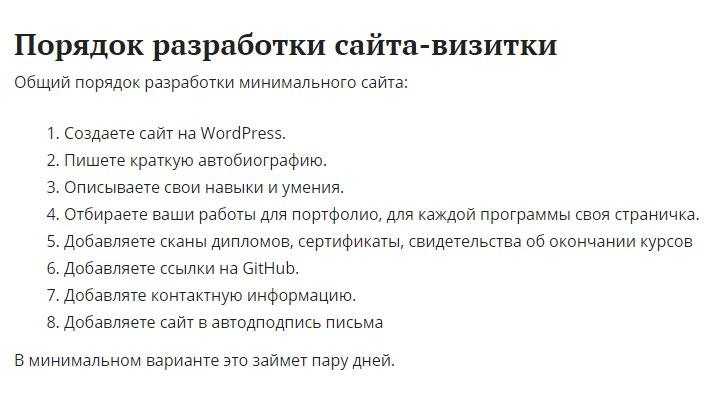 Порядок разработки сайта-визитки
Общий порядок разработки минимального сайта:
1. Создаете сайт на WordPress.
2. Пишете краткую автобиографию.
3. Описываете свои навыки и умения.
4. Отбираете ваши работы для портфолио, для каждой программы своя страничка.
5. Добавляете сканы дипломов, сертификаты, свидетельства об окончании курсов
6. Добавляете ссылки на GitHub.
7. Добавляте контактную информацию.
8. Добавляете сайт в автодподпись письма
В минимальном варианте это займет пару дней.